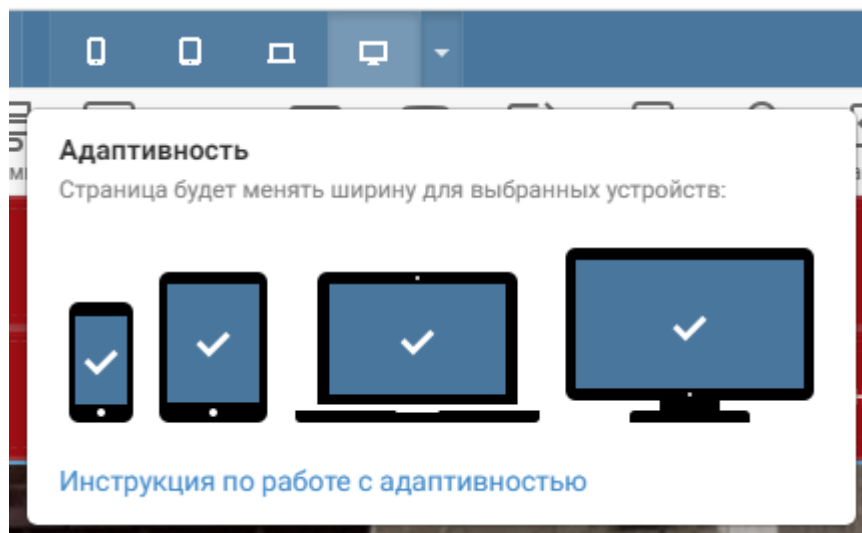 Адаптивность
Страница будет менять ширину для выбранных устройств:
Инструкция по работе с адаптивностью